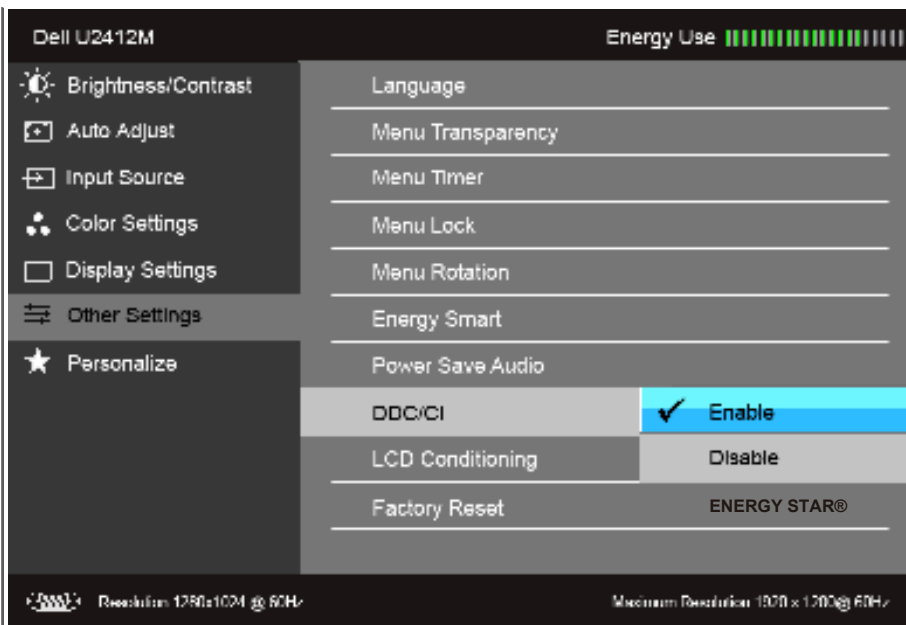 Dell U2412M
Energy Use
Brightness/Contrast
Auto Adjust
Input Source
Color Settings
Display Settings
Other Settings
Personalize
Language
Menu Transparency
Menu Timer
Menu Lock
Menu Rotation
Energy Smart
Power Save Audio
DDC/CI
Enable
Disable
LCD Conditioning
Factory Reset
ENERGY STAR®
Resolution 1280x1024 @ 60Hz
Maximum Resolution 1920 x 1200@ 60Hz